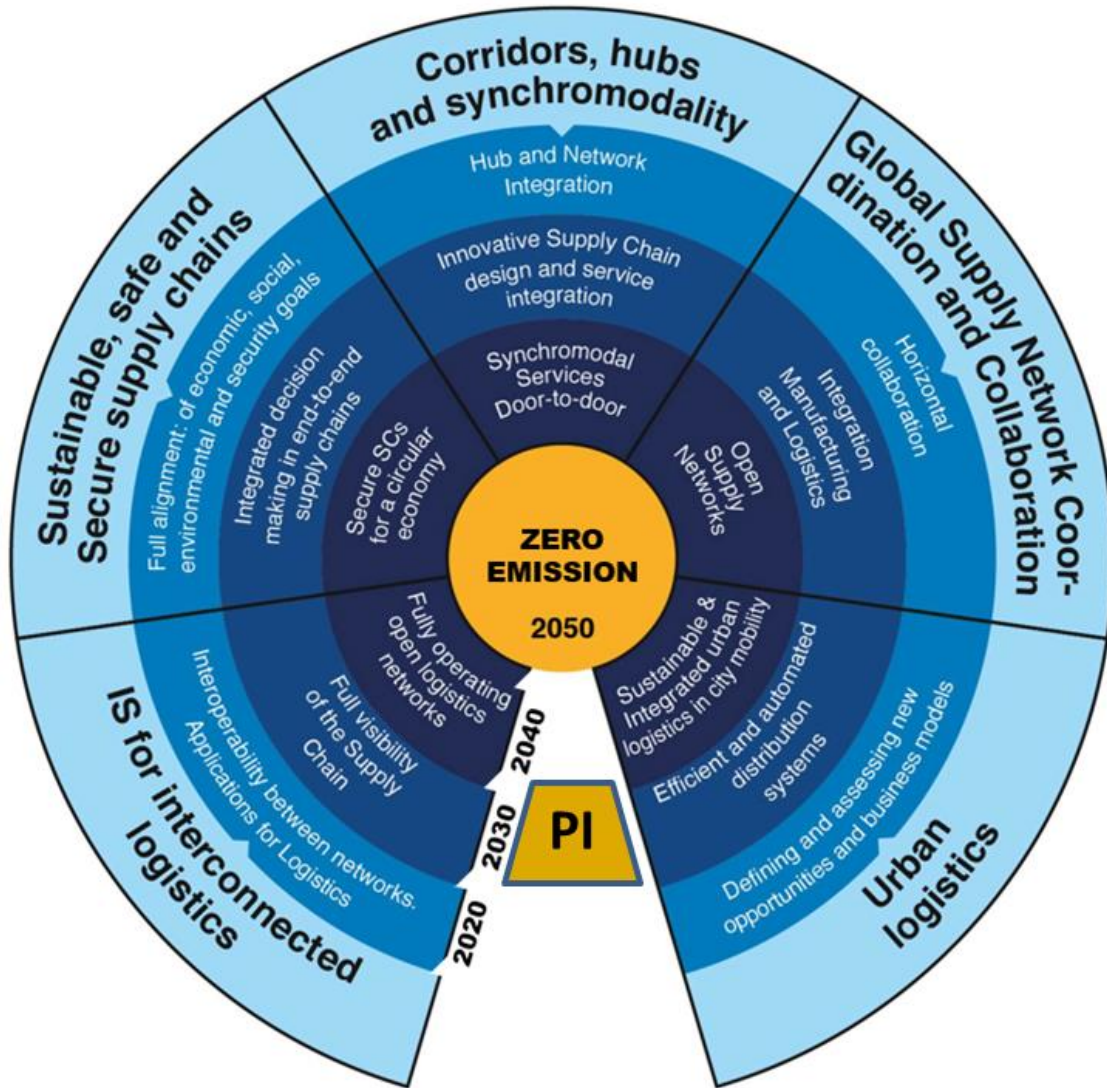 Corridors, hubs
and synchromodality
Hub and Network
Integration
Innovative Supply Chain
design and service
integration
Synchromodal
Services
Door-to-door
Global Supply Network Coor-
dination and Collaboration
Horizontal
collaboration
Integration
Manufacturing
and Logistics
Open
Supply
Networks
Urban
logistics
Defining and assessing new
opportunities and business models
Efficient and automated
distribution
systems
Sustainable &
Integrated urban
logistics in city mobility
IS for interconnected
logistics
Interoperability between networks.
Applications for Logistics
Full visibility
of the Supply
Chain
Fully operating
open logistics
networks
Sustainable, safe and
Secure supply chains
Full alignment: of economic, social,
environmental and security goals
Integrated decision
making in end-to-end
supply chains
Secure SCs
for a circular
economy
ZERO
EMISSION
2050
2040
2030
2020
PI